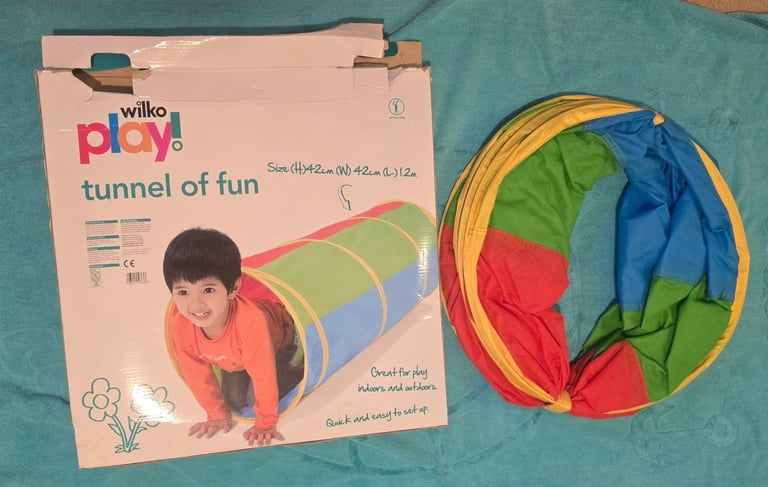 wilko
play!
tunnel of fun
Size (H)42cm (W) 42cm (L) 1.2m
Great for play
indoors and outdoors.
Quick and easy to set up.
CE